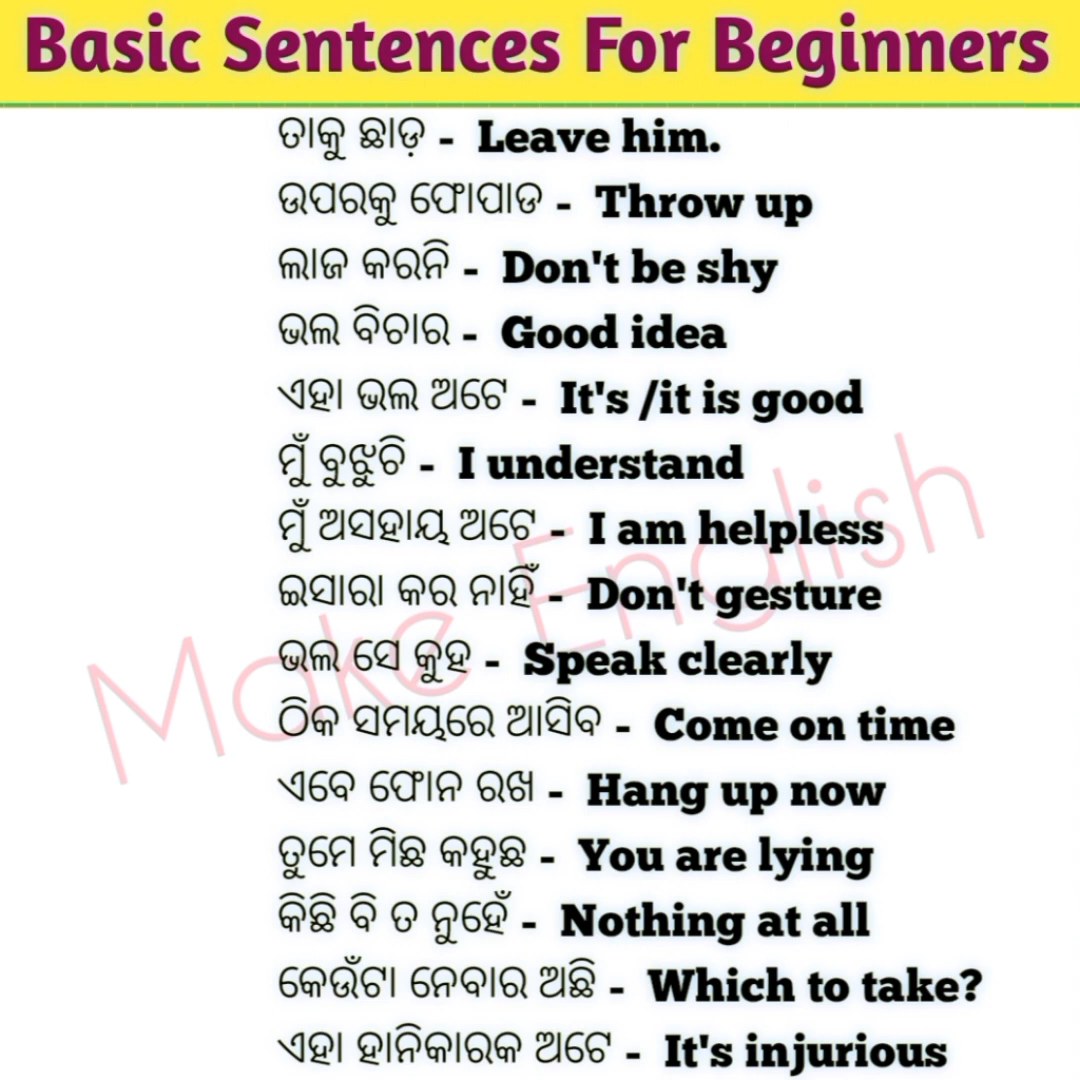 Basic Sentences For Beginners
ତାକୁ ଛାଡ଼ - Leave him.
ଉପରକୁ ଫୋପାଡ - Throw up
ଲାଜ କରନି - Don't be shy
ଭଲ ବିଚାର - Good idea
ଏହା ଭଲ ଅଟେ - It's /it is good
ମୁଁ ବୁଝୁଚି - I understand
ମୁଁ ଅସହାୟ ଅଟେ - I am helpless
ଇସାରା କର ନାହିଁ - Don't gesture
ଭଲ ସେ କୁହ - Speak clearly
ଠିକ ସମୟରେ ଆସିବ - Come on time
ଏବେ ଫୋନ ରଖ - Hang up now
ତୁମେ ମିଛ କହୁଛ - You are lying
କିଛି ବି ତ ନୁହେଁ - Nothing at all
କେଉଁଟା ନେବାର ଅଛି - Which to take?
ଏହା ହାନିକାରକ ଅଟେ - It's injurious
Make English